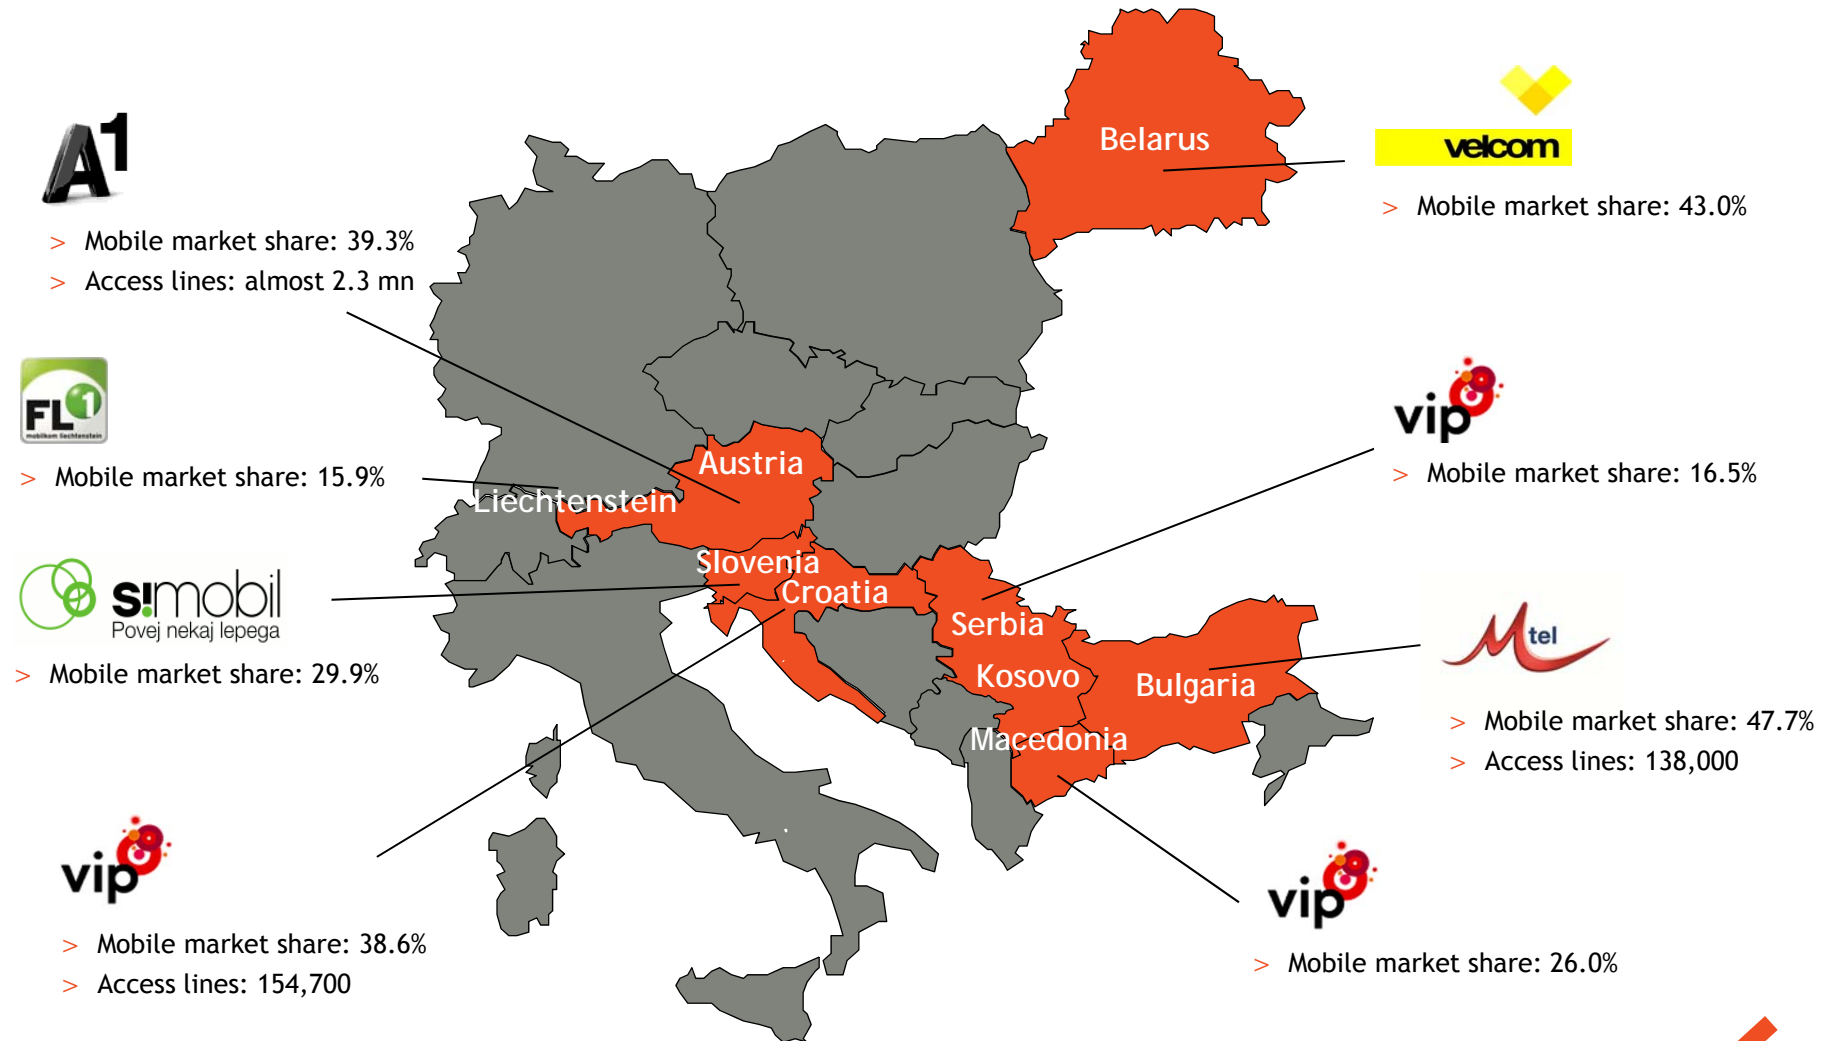 A1
> Mobile market share: 39.3%
> Access lines: almost 2.3 mn
FL1
mobilkom liechtenstein
> Mobile market share: 15.9%
s!mobil
Povej nekaj lepega
> Mobile market share: 29.9%
vip
> Mobile market share: 38.6%
> Access lines: 154,700
Belarus
Austria
Liechtenstein
Slovenia
Croatia
Serbia
Kosovo
Bulgaria
Macedonia
velcom
> Mobile market share: 43.0%
vip
> Mobile market share: 16.5%
Mtel
> Mobile market share: 47.7%
> Access lines: 138,000
vip
> Mobile market share: 26.0%